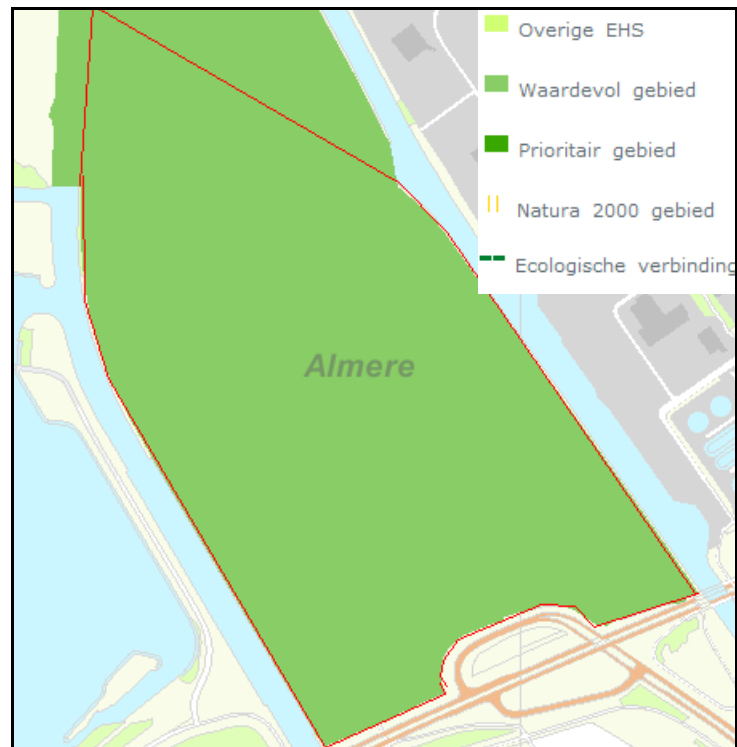 Overige EHS
Waardevol gebied
Prioritair gebied
Natura 2000 gebied
Ecologische verbinding
Almere